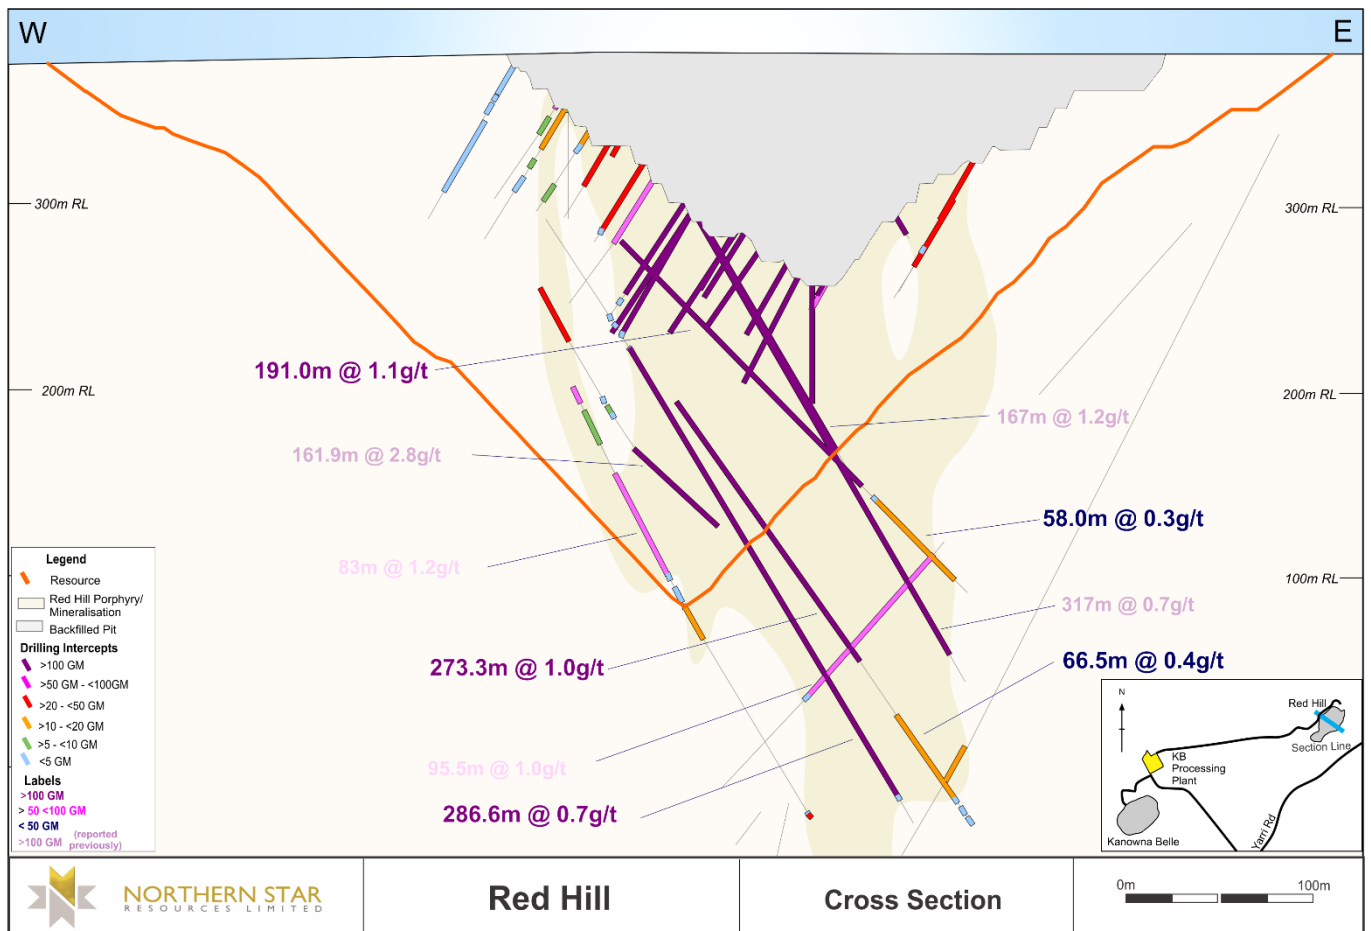 W
E
300m RL
300m RL
200m RL
200m RL
100m RL
191.0m @ 1.1g/t
167m @ 1.2g/t
161.9m @ 2.8g/t
58.0m @ 0.3g/t
83m @ 1.2g/t
317m @ 0.7g/t
273.3m @ 1.0g/t
66.5m @ 0.4g/t
95.5m @ 1.0g/t
286.6m @ 0.7g/t
Legend
Resource
Red Hill Porphyry/
Mineralisation
Backfilled Pit
Drilling Intercepts
>100 GM
>50 GM - <100GM
>20 - <50 GM
>10 - <20 GM
>5 - <10 GM
<5 GM
Labels
>100 GM
> 50 <100 GM
< 50 GM
>100 GM (reported
previously)
N
Red Hill
Section Line
KB
Processing
Plant
Kanowna Belle
Yarri Rd
NORTHERN STAR
RESOURCES LIMITED
Red Hill
Cross Section
0m
100m